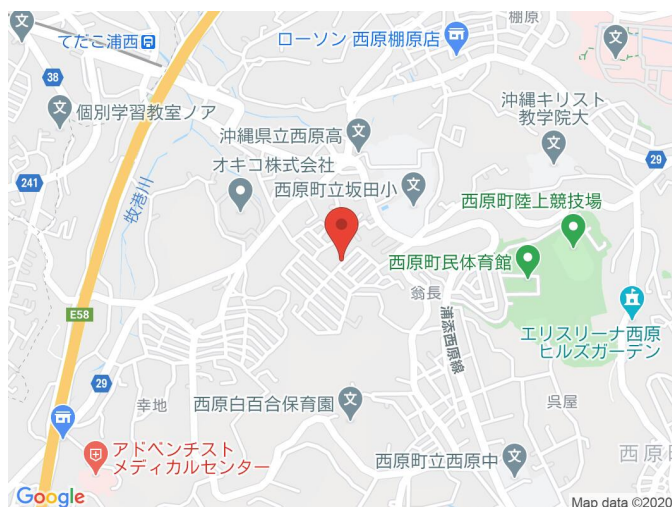 棚原
ローソン 西原棚原店
てだこ浦西
38
個別学習教室ノア
沖縄県立西原高
沖縄キリスト
教学院大
オキコ株式会社
29
西原町立坂田小
241
牧港川
西原町陸上競技場
西原町民体育館
翁長
E58
浦添西原線
エリスリーナ西原
ヒルズガーデン
29
幸地
西原白百合保育園
呉屋
アドベンチスト
メディカルセンター
西原町立西原中
西原町
Google
Map data ©2020